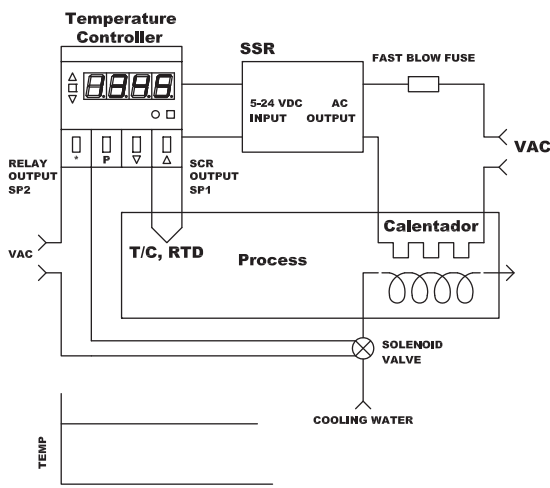 Temperature
Controller
SSR
FAST BLOW FUSE
5-24 VDC
INPUT
AC
OUTPUT
*
P
RELAY
OUTPUT
SP2
SCR
OUTPUT
SP1
VAC
VAC
T/C, RTD
Process
Calentador
SOLENOID
VALVE
COOLING WATER
TEMP